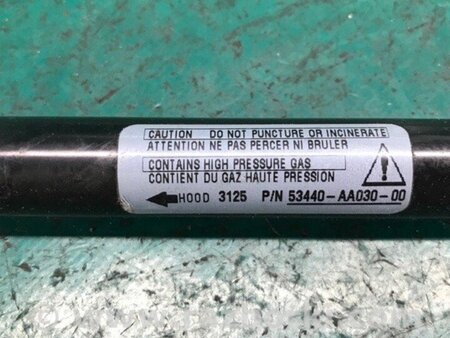 CAUTION DO NOT PUNCTURE OR INCINERATE
ATTENTION NE PAS PERCER NI BRULER
CONTAINS HIGH PRESSURE GAS
CONTIENT DU GAZ HAUTE PRESSION
HOOD 3125 P/N 53440-AA030-00